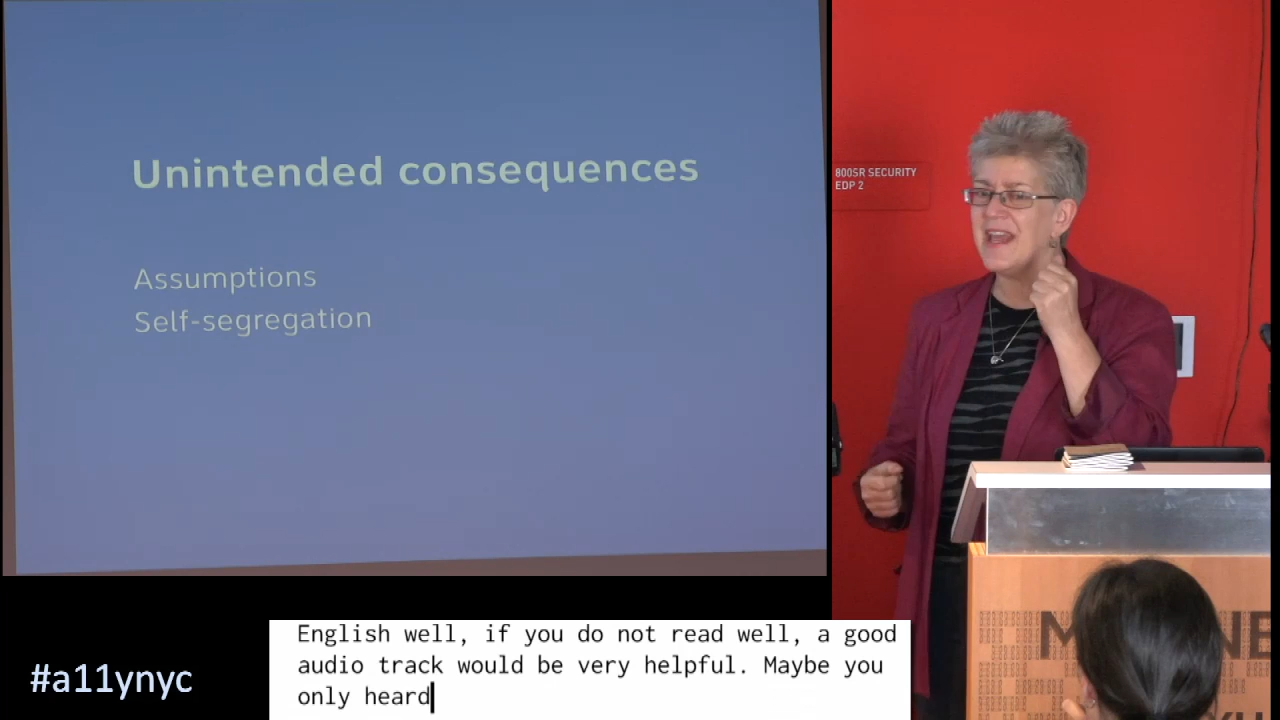 Unintended consequences
Assumptions
Self-segregation
800SR SECURITY
EDP 2
#a11ynyc
English well, if you do not read well, a good
audio track would be very helpful. Maybe you
only heard